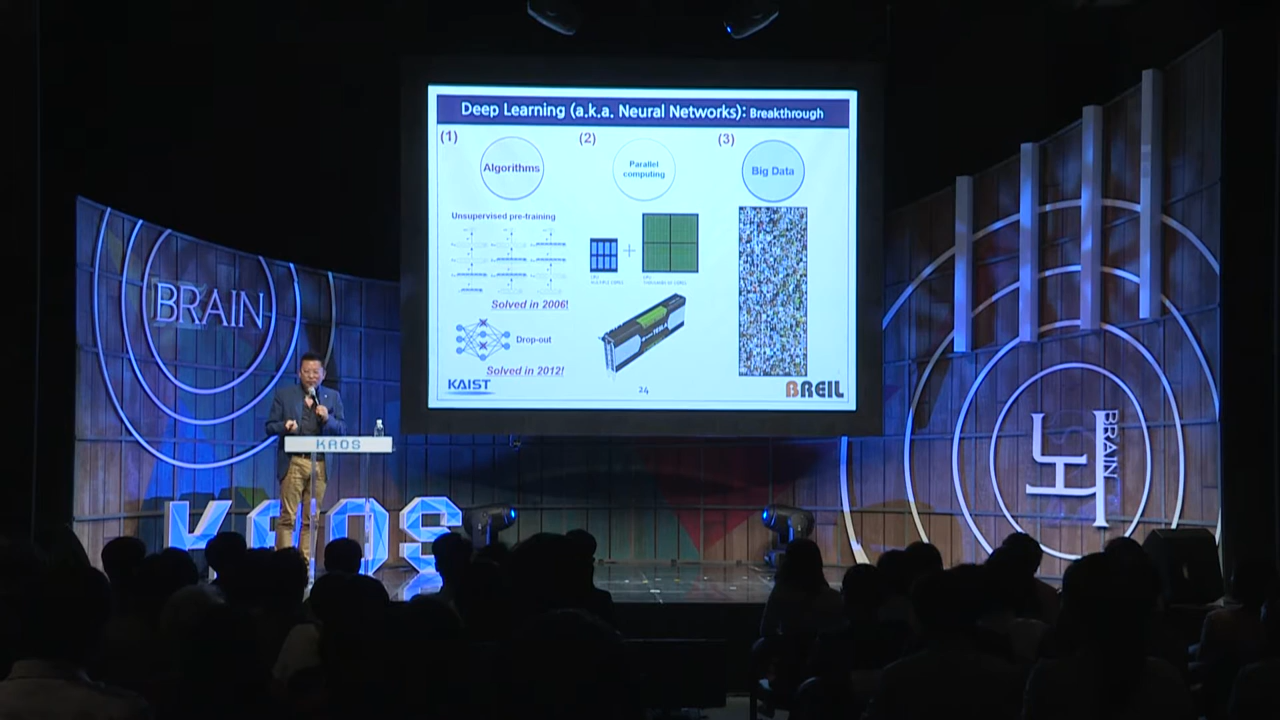 Deep Learning (a.k.a. Neural Networks): Breakthrough
(1)
Algorithms
Unsupervised pre-training
Solved in 2006!
Drop-out
Solved in 2012!
(2)
Parallel
computing
TESLA
(3)
Big Data
KAIST
24
BREIL
BRAIN
KAOS
KAOS
뇌
BRAIN